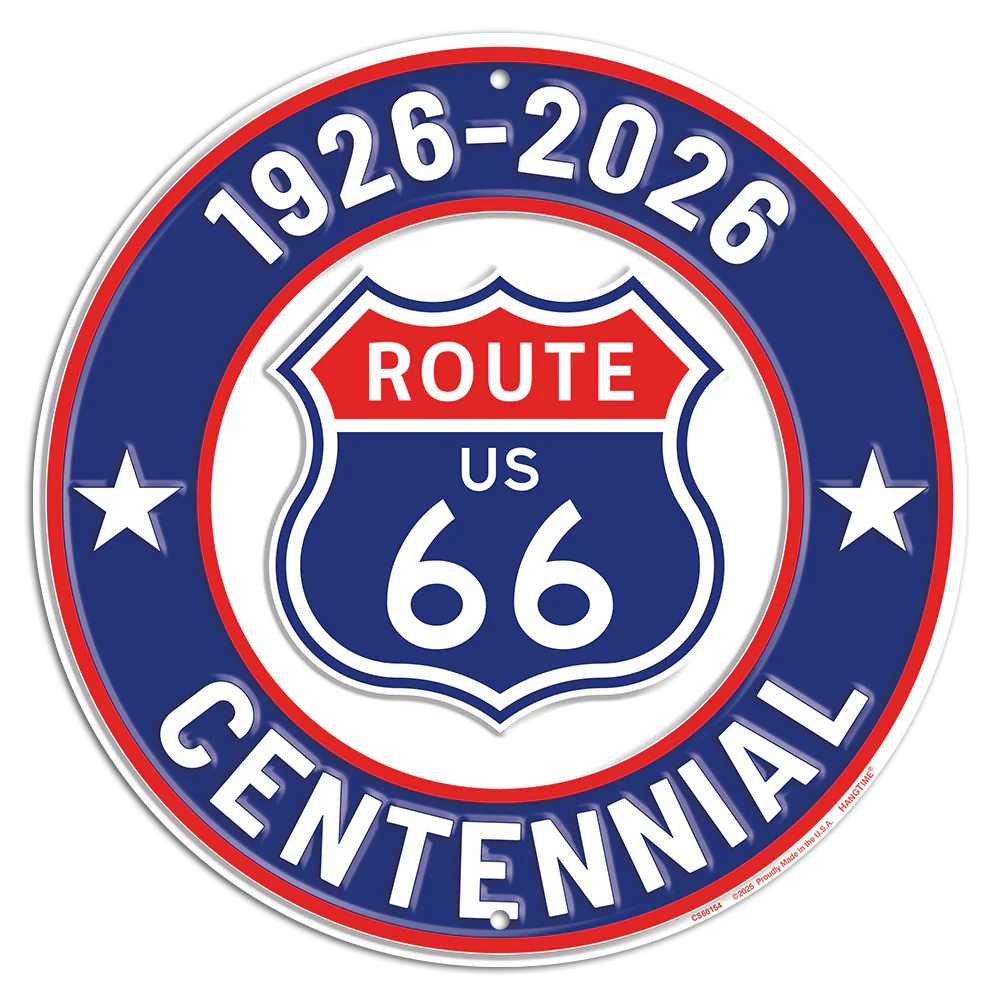 1926-2026
ROUTE
US
66
CENTENNIAL
CS60154 ©2025 Proudly Made in the U.S.A. HANGTIME®